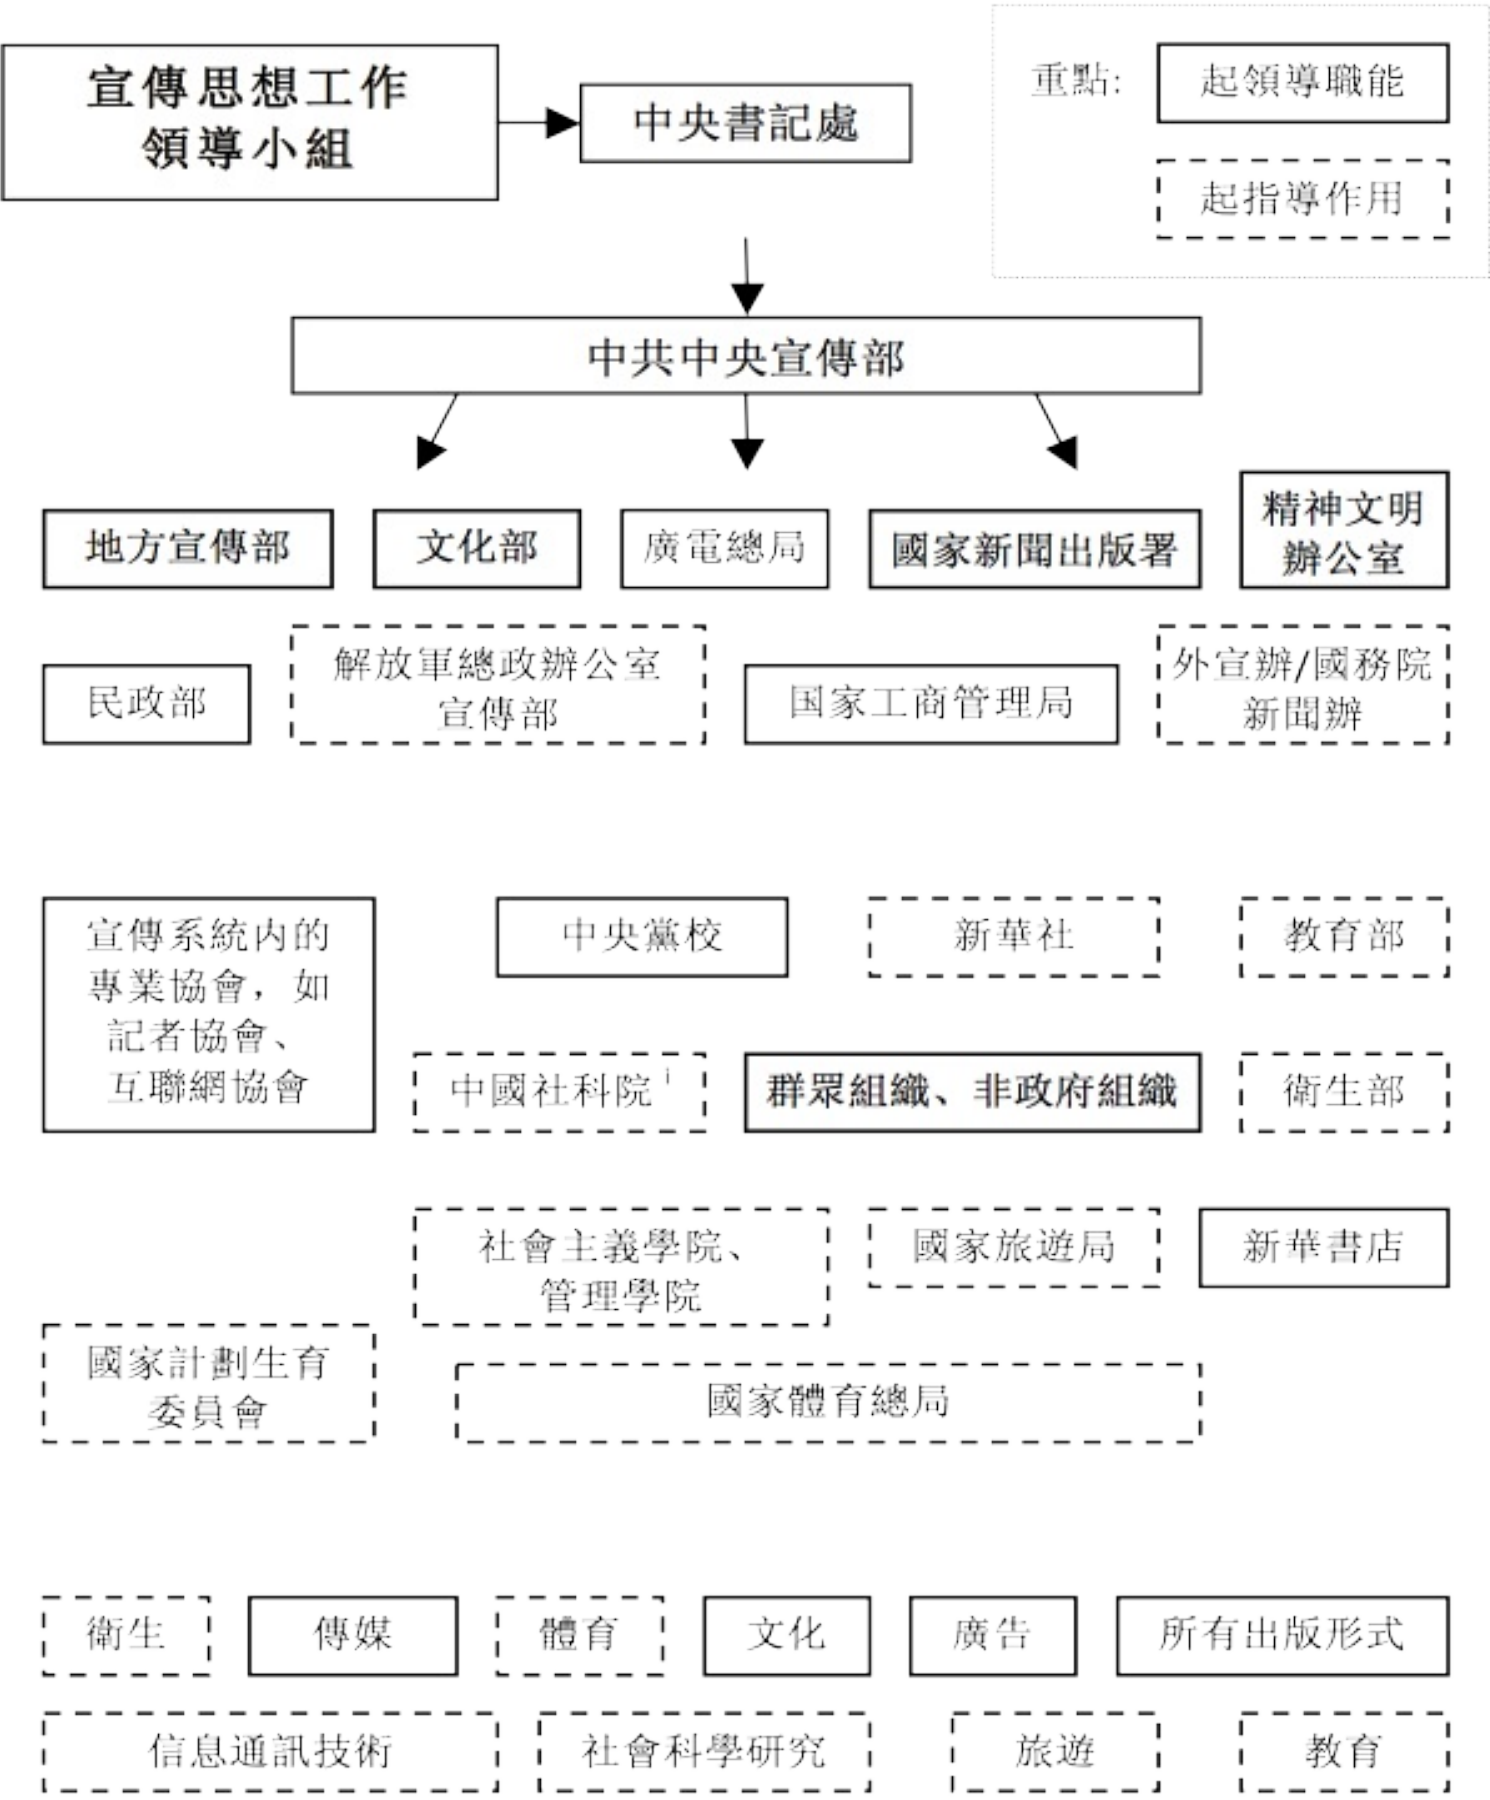 宣傳思想工作
領導小組
中央書記處
重點:
起領導職能
起指導作用
中共中央宣傳部
地方宣傳部
文化部
廣電總局
國家新聞出版署
精神文明
辦公室
民政部
解放軍總政辦公室
宣傳部
国家工商管理局
外宣辦/國務院
新聞辦
宣傳系統内的
專業協會，如
記者協會、
互聯網協會
中央黨校
新華社
教育部
中國社科院 i
群眾組織、非政府組織
衛生部
社會主義學院、
管理學院
國家旅遊局
新華書店
國家計劃生育
委員會
國家體育總局
衛生
傳媒
體育
文化
廣告
所有出版形式
信息通訊技術
社會科學研究
旅遊
教育